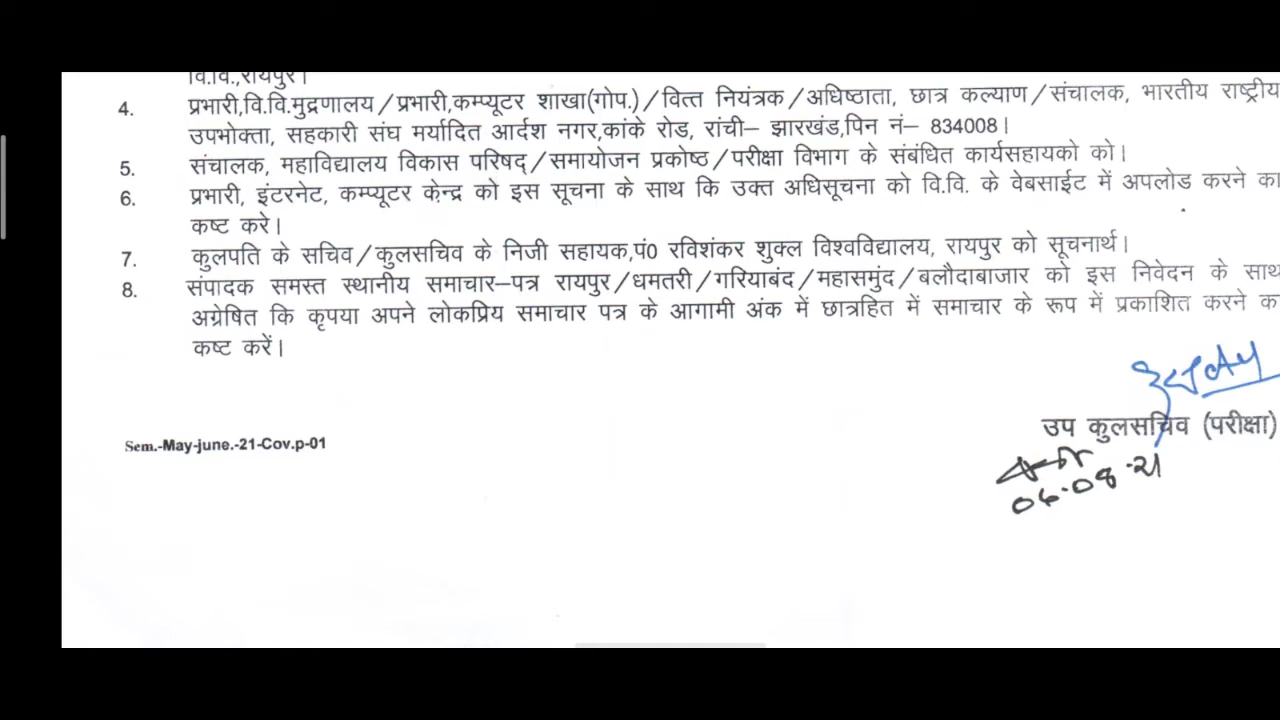 वि.वि.,रायपुर।
4. प्रभारी,वि.वि.मुद्रणालय/प्रभारी,कम्प्यूटर शाखा(गोप.)/वित्त नियंत्रक/अधिष्ठाता, छात्र कल्याण/संचालक, भारतीय राष्ट्रीय
उपभोक्ता, सहकारी संघ मर्यादित आर्दश नगर,कांके रोड, रांची– झारखंड,पिन नं– 834008।
5. संचालक, महाविद्यालय विकास परिषद्/समायोजन प्रकोष्ठ/परीक्षा विभाग के संबंधित कार्यसहायको को।
6. प्रभारी, इंटरनेट, कम्प्यूटर केन्द्र को इस सूचना के साथ कि उक्त अधिसूचना को वि.वि. के वेबसाईट में अपलोड करने का
कष्ट करे।
7. कुलपति के सचिव/कुलसचिव के निजी सहायक,पं0 रविशंकर शुक्ल विश्वविद्यालय, रायपुर को सूचनार्थ।
8. संपादक समस्त स्थानीय समाचार–पत्र रायपुर/धमतरी/गरियाबंद/महासमुंद/बलौदाबाजार को इस निवेदन के साथ
अग्रेषित कि कृपया अपने लोकप्रिय समाचार पत्र के आगामी अंक में छात्रहित में समाचार के रूप में प्रकाशित करने क
कष्ट करें।
उप कुलसचिव (परीक्षा)
Sem.-May-june.-21-Cov.p-01
06.08.21